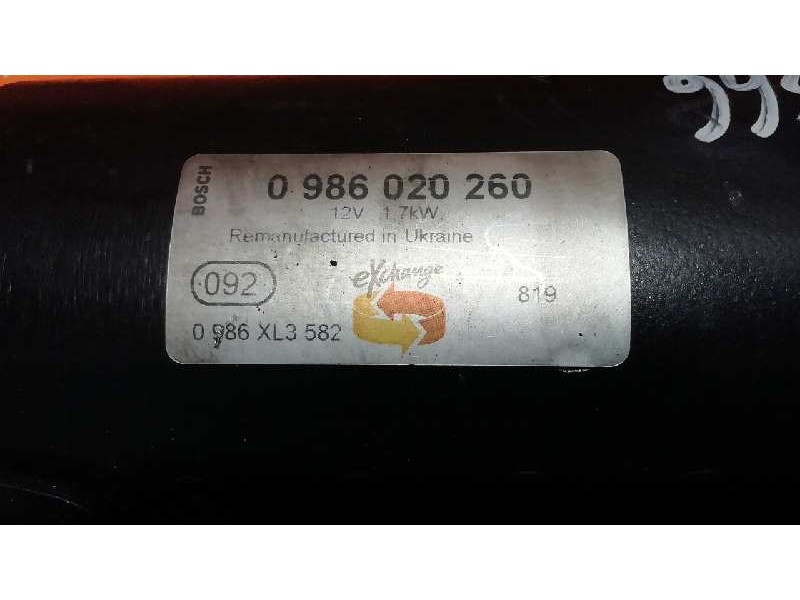 BOSCH
0 986 020 260
12V 1,7kW
Remanufactured in Ukraine
eXchange
092
819
0 986 XL3 582